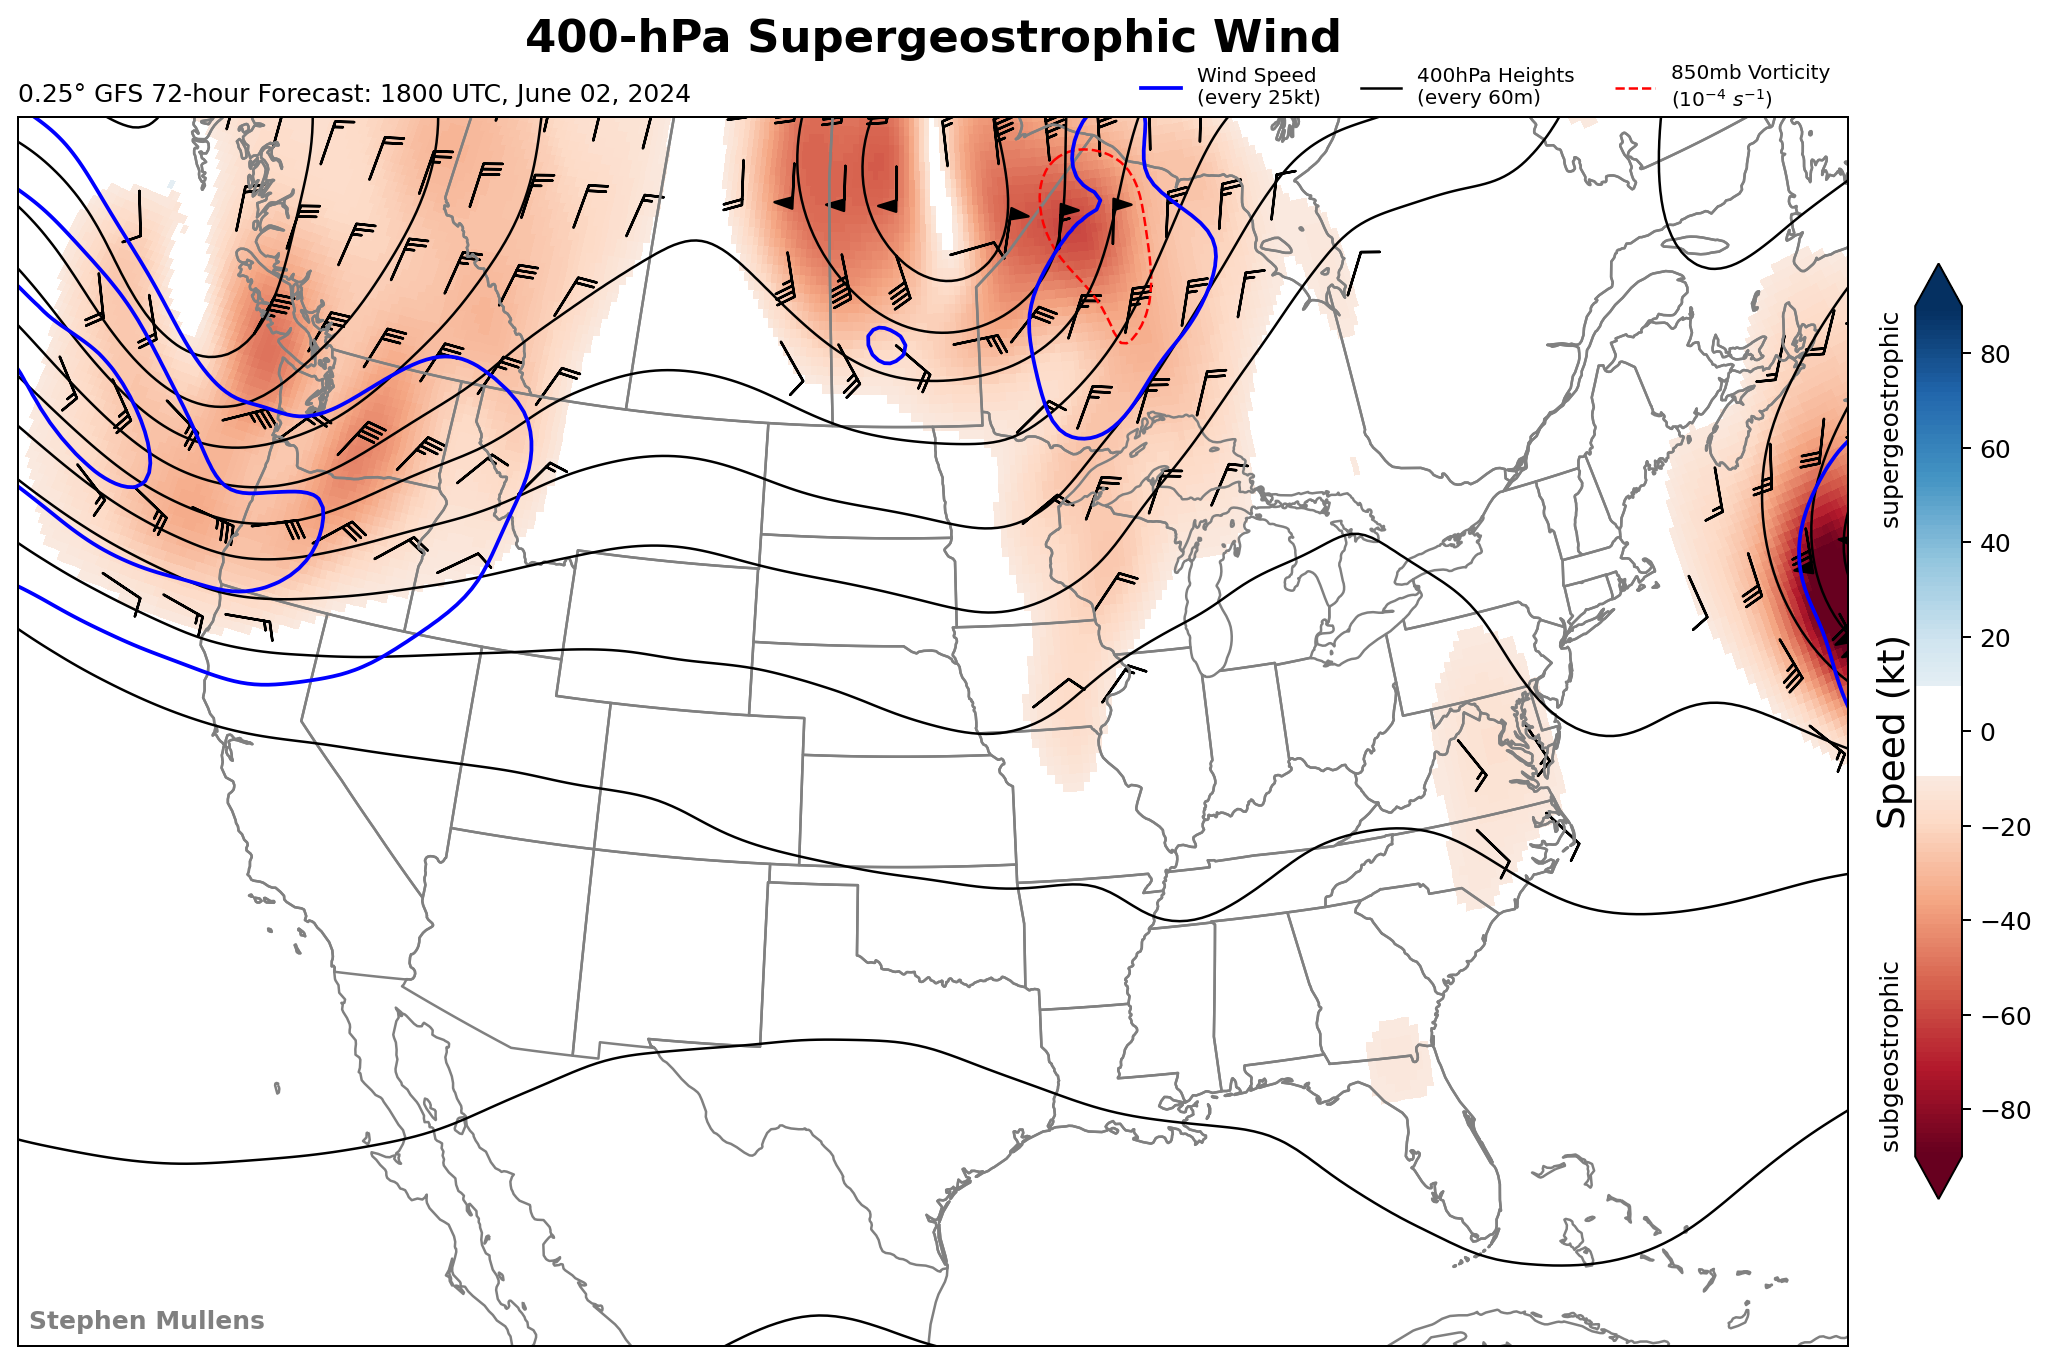 400-hPa Supergeostrophic Wind
0.25° GFS 72-hour Forecast: 1800 UTC, June 02, 2024
Wind Speed
(every 25kt)
400hPa Heights
(every 60m)
850mb Vorticity
(10⁻⁴ s⁻¹)
supergeostrophic
Speed (kt)
subgeostrophic
80
60
40
20
0
−20
−40
−60
−80
Stephen Mullens